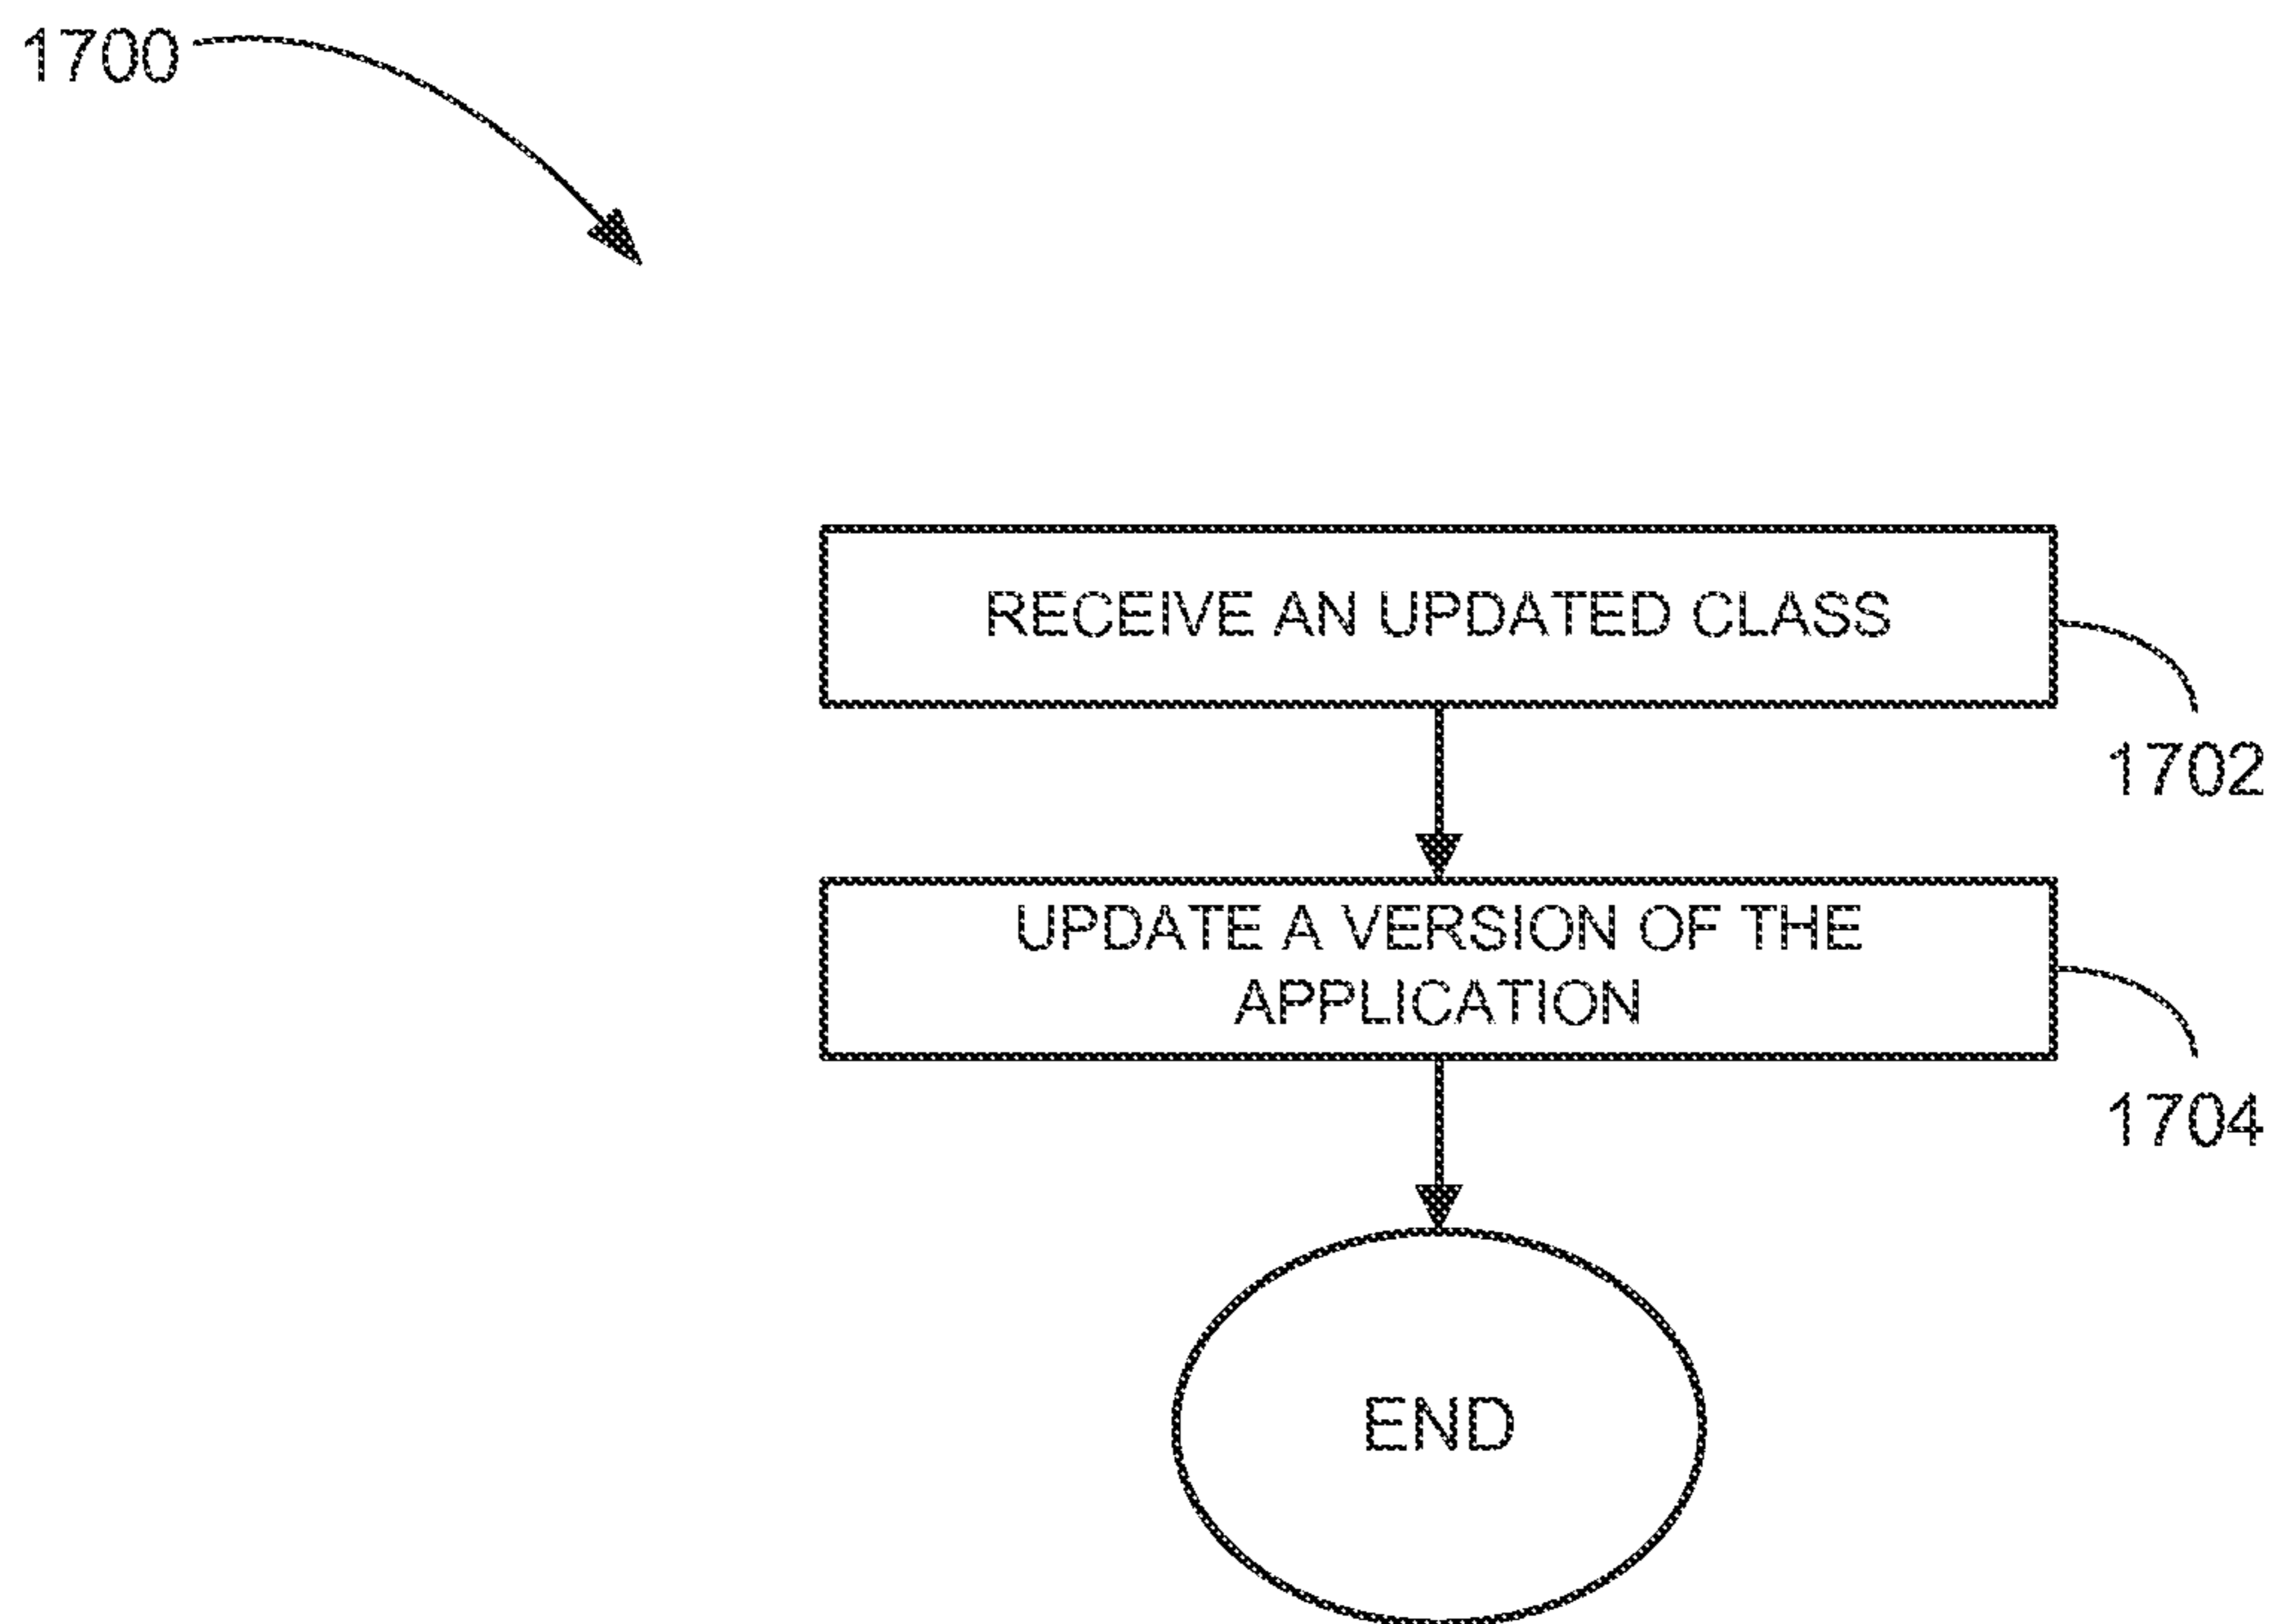 1700
RECEIVE AN UPDATED CLASS
1702
UPDATE A VERSION OF THE
APPLICATION
1704
END